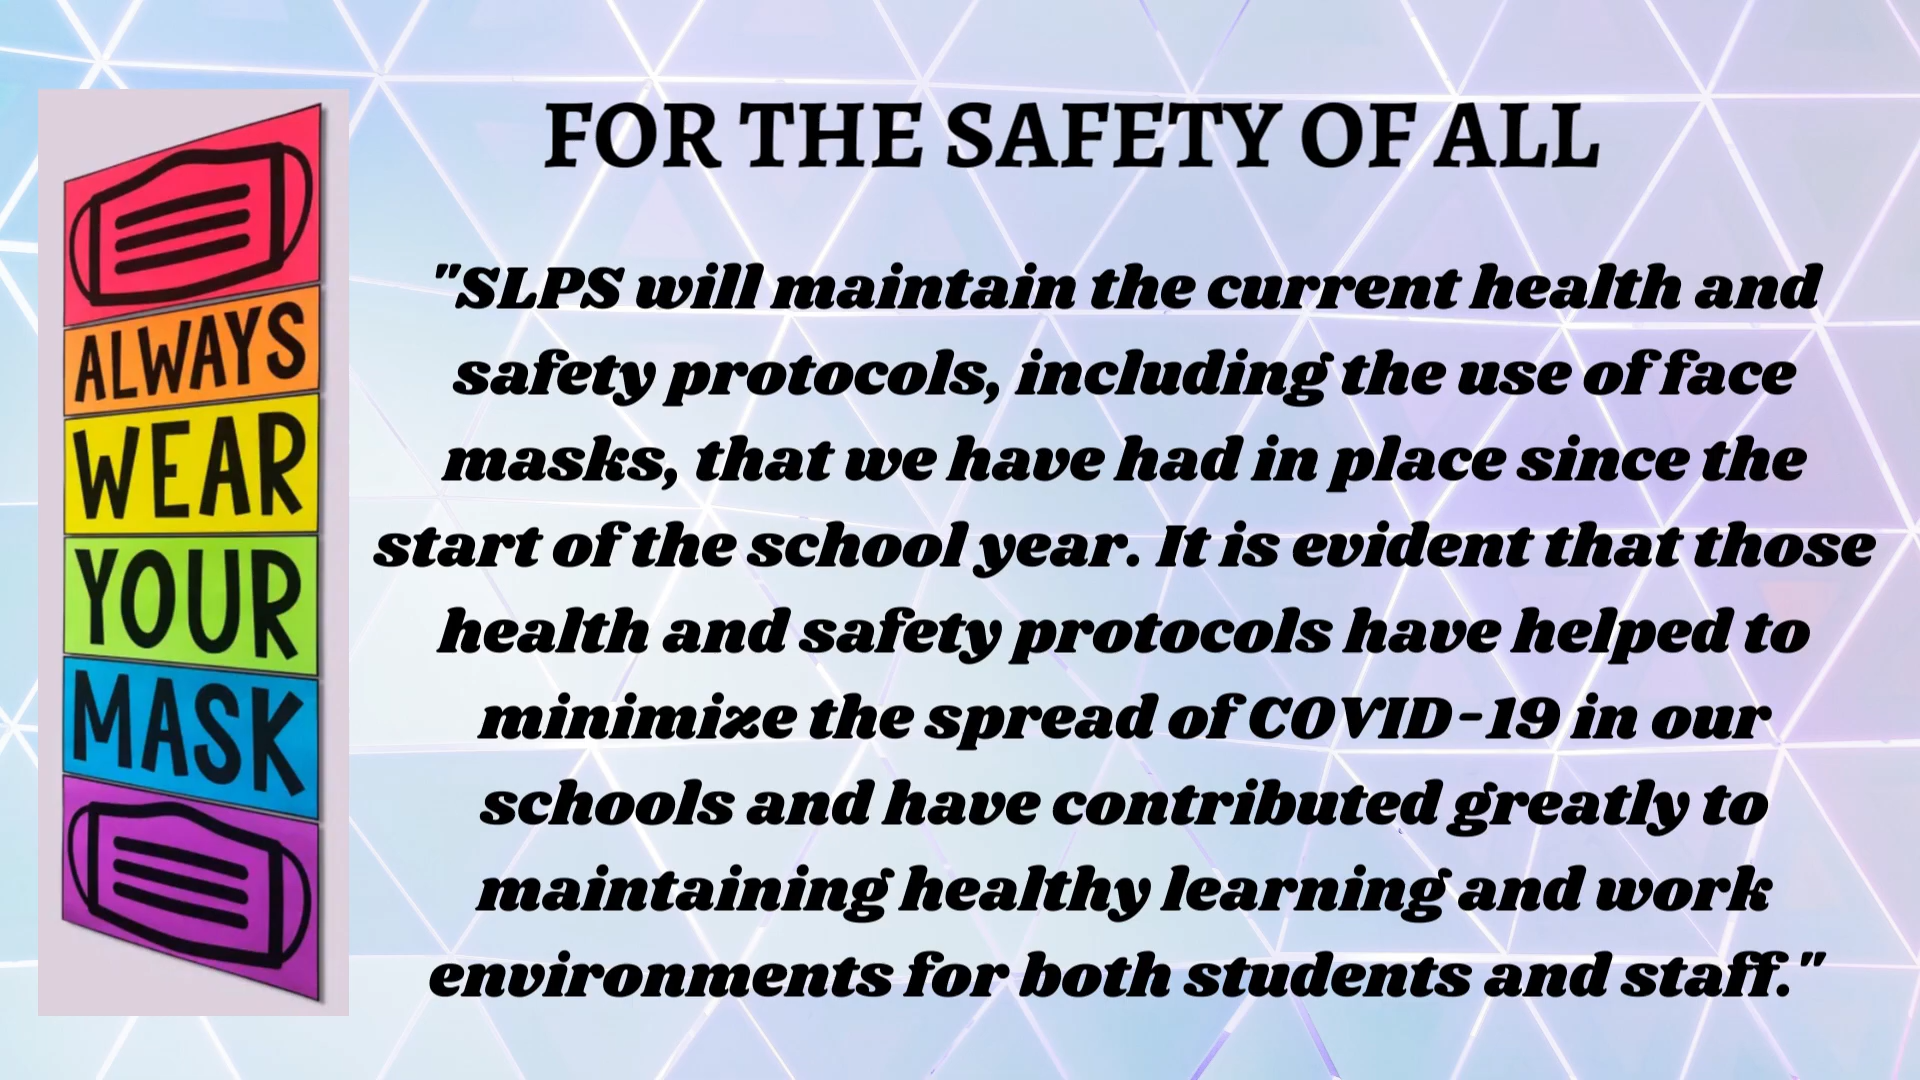 FOR THE SAFETY OF ALL
ALWAYS
WEAR
YOUR
MASK
"SLPS will maintain the current health and
safety protocols, including the use of face
masks, that we have had in place since the
start of the school year. It is evident that those
health and safety protocols have helped to
minimize the spread of COVID-19 in our
schools and have contributed greatly to
maintaining healthy learning and work
environments for both students and staff."